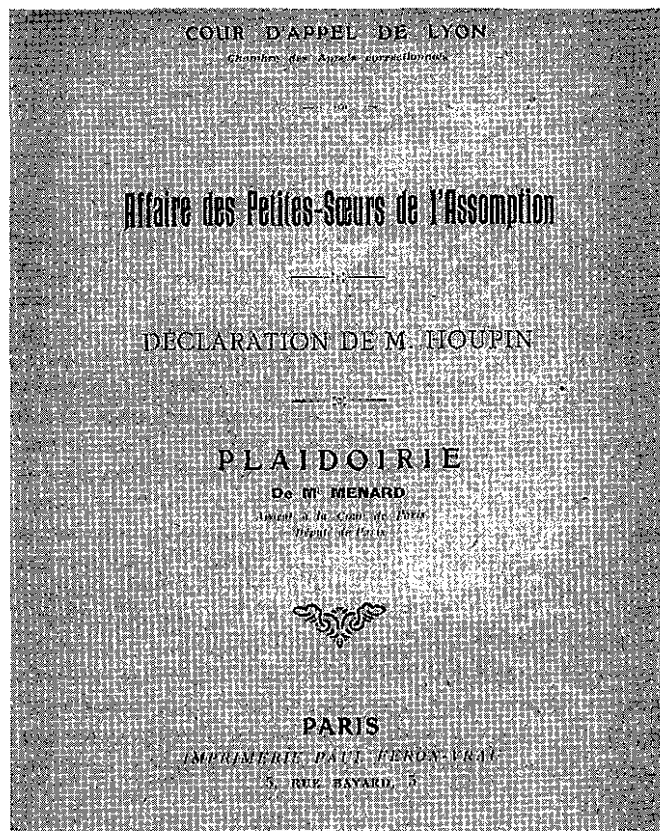 COUR D'APPEL DE LYON
Chambre des Appels correctionnels
Affaire des Petites-Sœurs de l'Assomption
DÉCLARATION DE M. HOUPIN
PLAIDOIRIE
De Me MENARD
Avocat à la Cour de Paris
Député de Paris
PARIS
IMPRIMERIE PAUL FERON-VRAU
5, RUE BAYARD, 5